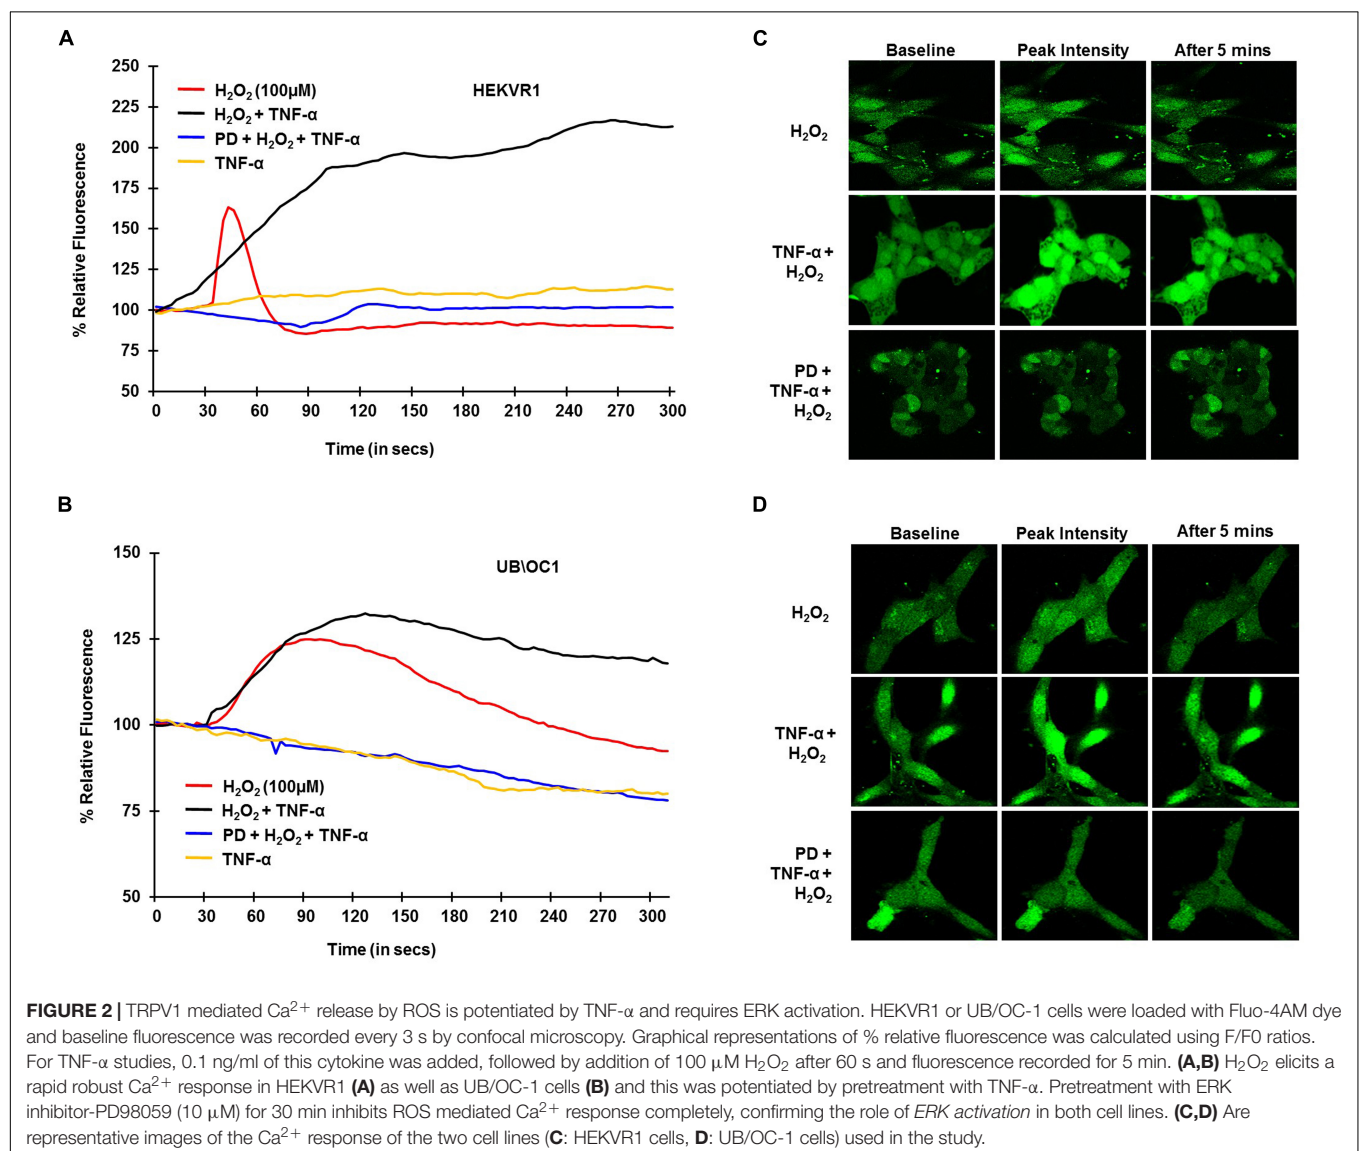 A
250
225
200
175
150
125
100
75
50
% Relative Fluorescence
H₂O₂ (100µM)
H₂O₂ + TNF-α
PD + H₂O₂ + TNF-α
TNF-α
HEKVR1
0 30 60 90 120 150 180 210 240 270 300
Time (in secs)
C
Baseline Peak Intensity After 5 mins
H₂O₂
TNF-α +
H₂O₂
PD +
TNF-α +
H₂O₂
B
150
125
100
75
50
% Relative Fluorescence
UB\OC1
H₂O₂ (100µM)
H₂O₂ + TNF-α
PD + H₂O₂ + TNF-α
TNF-α
0 30 60 90 120 150 180 210 240 270 300
Time (in secs)
D
Baseline Peak Intensity After 5 mins
H₂O₂
TNF-α +
H₂O₂
PD +
TNF-α +
H₂O₂
FIGURE 2 | TRPV1 mediated Ca²⁺ release by ROS is potentiated by TNF-α and requires ERK activation. HEKVR1 or UB/OC-1 cells were loaded with Fluo-4AM dye
and baseline fluorescence was recorded every 3 s by confocal microscopy. Graphical representations of % relative fluorescence was calculated using F/F0 ratios.
For TNF-α studies, 0.1 ng/ml of this cytokine was added, followed by addition of 100 µM H₂O₂ after 60 s and fluorescence recorded for 5 min. (A,B) H₂O₂ elicits a
rapid robust Ca²⁺ response in HEKVR1 (A) as well as UB/OC-1 cells (B) and this was potentiated by pretreatment with TNF-α. Pretreatment with ERK
inhibitor-PD98059 (10 µM) for 30 min inhibits ROS mediated Ca²⁺ response completely, confirming the role of ERK activation in both cell lines. (C,D) Are
representative images of the Ca²⁺ response of the two cell lines (C: HEKVR1 cells, D: UB/OC-1 cells) used in the study.